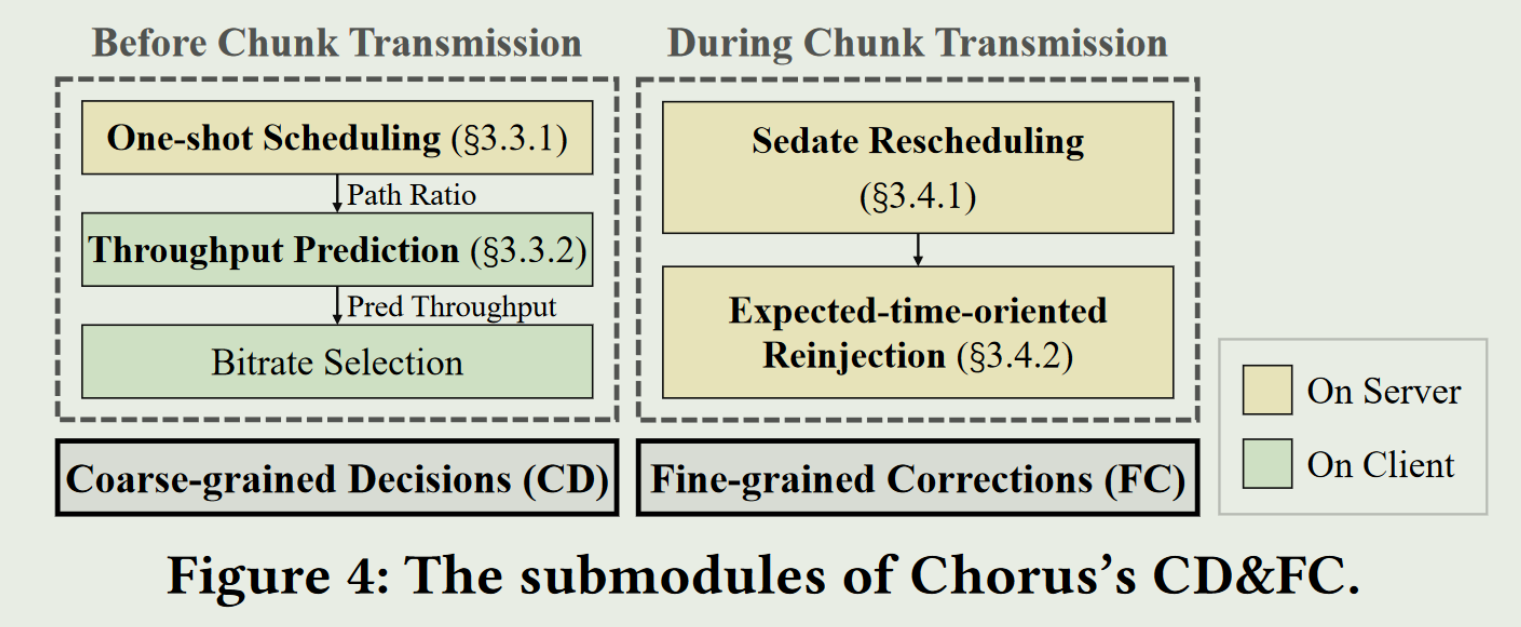 Before Chunk Transmission
One-shot Scheduling (§3.3.1)
Path Ratio
Throughput Prediction (§3.3.2)
Pred Throughput
Bitrate Selection
Coarse-grained Decisions (CD)
During Chunk Transmission
Sedate Rescheduling
(§3.4.1)
Expected-time-oriented
Reinjection (§3.4.2)
Fine-grained Corrections (FC)
On Server
On Client
Figure 4: The submodules of Chorus’s CD&FC.